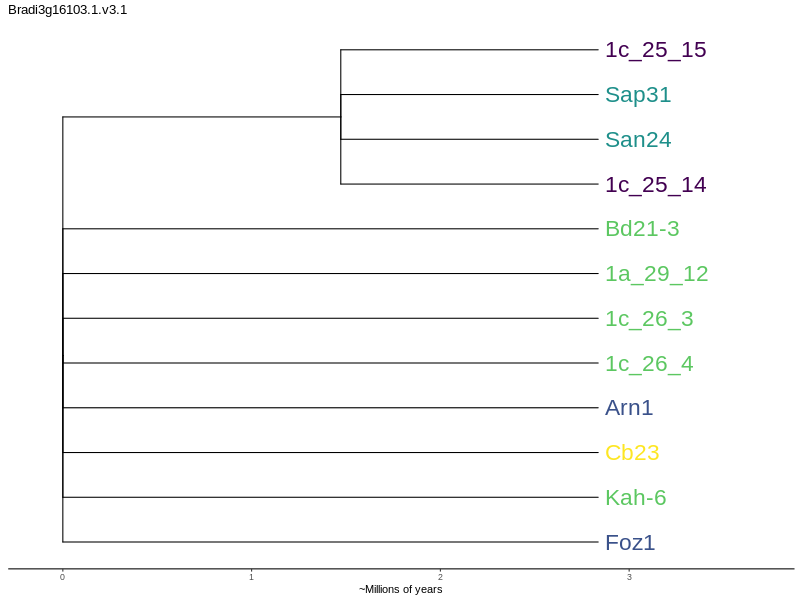 Bradi3g16103.1.v3.1
1c_25_15
Sap31
San24
1c_25_14
Bd21-3
1a_29_12
1c_26_3
1c_26_4
Arn1
Cb23
Kah-6
Foz1
0 1 2 3
~Millions of years